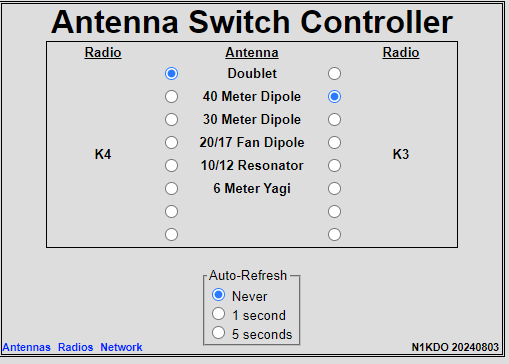 Antenna Switch Controller
Radio Antenna Radio
Doublet
40 Meter Dipole
30 Meter Dipole
20/17 Fan Dipole
K4 K3
10/12 Resonator
6 Meter Yagi
Auto-Refresh
Never
1 second
5 seconds
Antennas Radios Network N1KDO 20240803